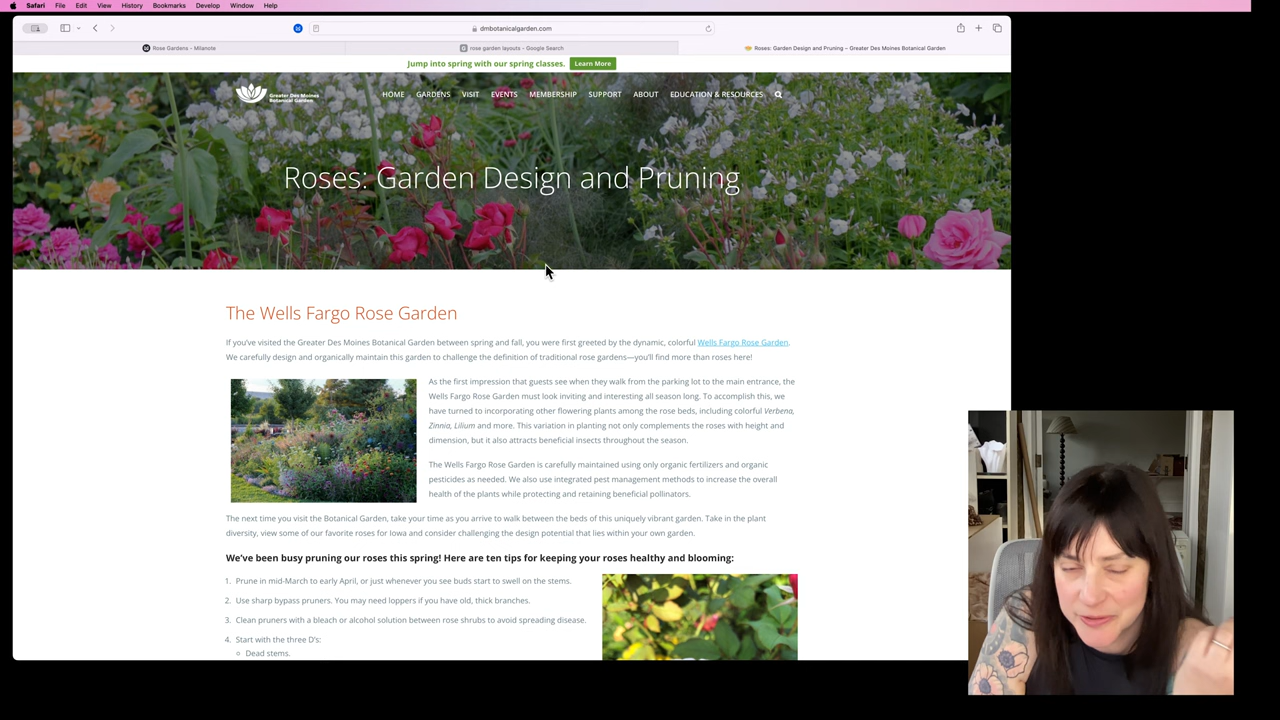 Safari File Edit View History Bookmarks Develop Window Help
dmbotanicalgarden.com
Rose Gardens – Milanote
rose garden layouts – Google Search
Roses: Garden Design and Pruning – Greater Des Moines Botanical Garden
Jump into spring with our spring classes. Learn More
Greater Des Moines
Botanical Garden
HOME GARDENS VISIT EVENTS MEMBERSHIP SUPPORT ABOUT EDUCATION & RESOURCES
Roses: Garden Design and Pruning
The Wells Fargo Rose Garden
If you've visited the Greater Des Moines Botanical Garden between spring and fall, you were first greeted by the dynamic, colorful Wells Fargo Rose Garden.
We carefully design and organically maintain this garden to challenge the definition of traditional rose gardens—you'll find more than roses here!
As the first impression that guests see when they walk from the parking lot to the main entrance, the
Wells Fargo Rose Garden must look inviting and interesting all season long. To accomplish this, we
have turned to incorporating other flowering plants among the rose beds, including colorful Verbena,
Zinnia, Lilium and more. This variation in planting not only complements the roses with height and
dimension, but it also attracts beneficial insects throughout the season.
The Wells Fargo Rose Garden is carefully maintained using only organic fertilizers and organic
pesticides as needed. We also use integrated pest management methods to increase the overall
health of the plants while protecting and retaining beneficial pollinators.
The next time you visit the Botanical Garden, take your time as you arrive to walk between the beds of this uniquely vibrant garden. Take in the plant
diversity, view some of our favorite roses for Iowa and consider challenging the design potential that lies within your own garden.
We've been busy pruning our roses this spring! Here are ten tips for keeping your roses healthy and blooming:
1. Prune in mid-March to early April, or just whenever you see buds start to swell on the stems.
2. Use sharp bypass pruners. You may need loppers if you have old, thick branches.
3. Clean pruners with a bleach or alcohol solution between rose shrubs to avoid spreading disease.
4. Start with the three D's:
Dead stems.